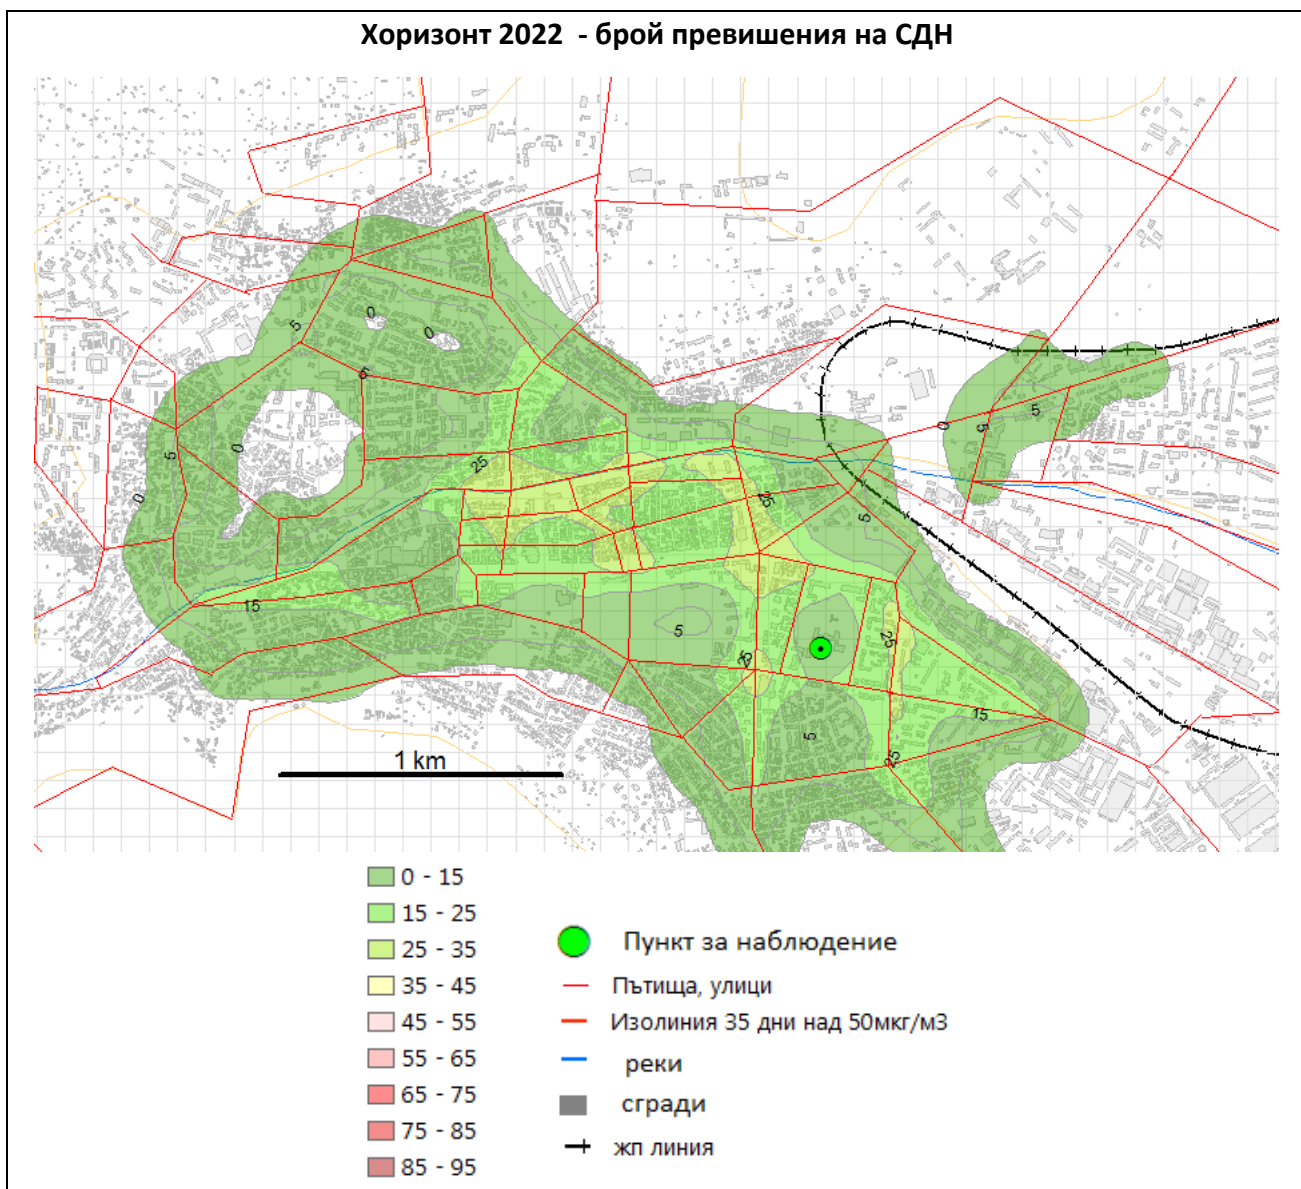 Хоризонт 2022 - брой превишения на СДН
0
0
5
5
0
5
0
25
15
25
5
5
25
25
5
15
25
0
5
5
1 km
0 - 15
15 - 25
25 - 35
35 - 45
45 - 55
55 - 65
65 - 75
75 - 85
85 - 95
Пункт за наблюдение
Пътища, улици
Изолиния 35 дни над 50мкг/м3
реки
сгради
жп линия